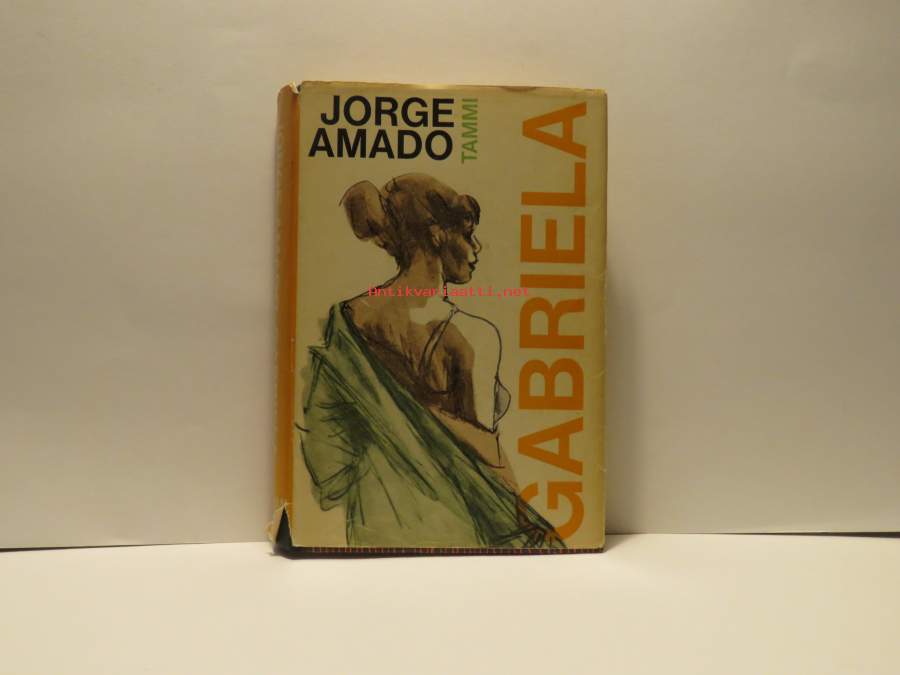 JORGE
AMADO
TAMMI
GABRIELA
Antikvariaatti.net